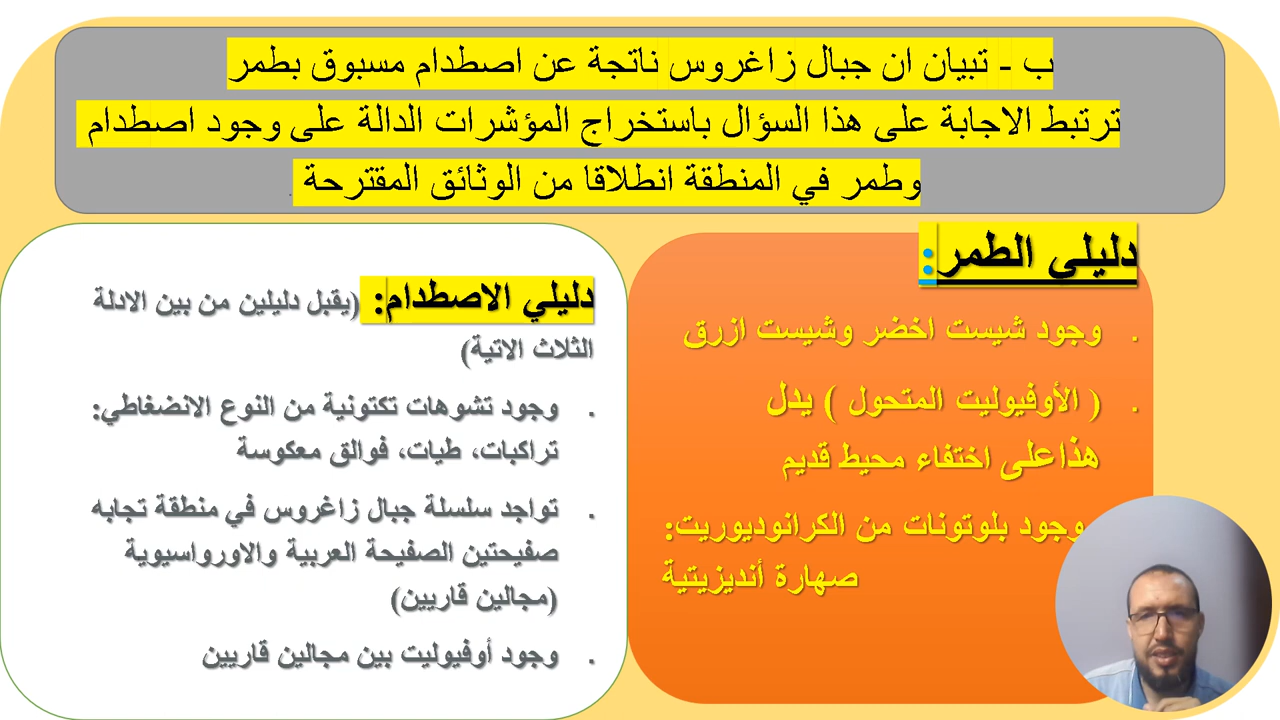 ب - تبيان ان جبال زاغروس ناتجة عن اصطدام مسبوق بطمر
ترتبط الاجابة على هذا السؤال باستخراج المؤشرات الدالة على وجود اصطدام
وطمر في المنطقة انطلاقا من الوثائق المقترحة .
دليلي الطمر:
. وجود شيست اخضر وشيست ازرق
. ( الأوفيوليت المتحول ) يدل
هذاعلى اختفاء محيط قديم
وجود بلوتونات من الكرانوديوريت:
صهارة أنديزيتية
دليلي الاصطدام: (يقبل دليلين من بين الادلة
الثلاث الاتية)
. وجود تشوهات تكتونية من النوع الانضغاطي:
تراكبات، طيات، فوالق معكوسة
. تواجد سلسلة جبال زاغروس في منطقة تجابه
صفيحتين الصفيحة العربية والاورواسيوية
(مجالين قاريين)
. وجود أوفيوليت بين مجالين قاريين